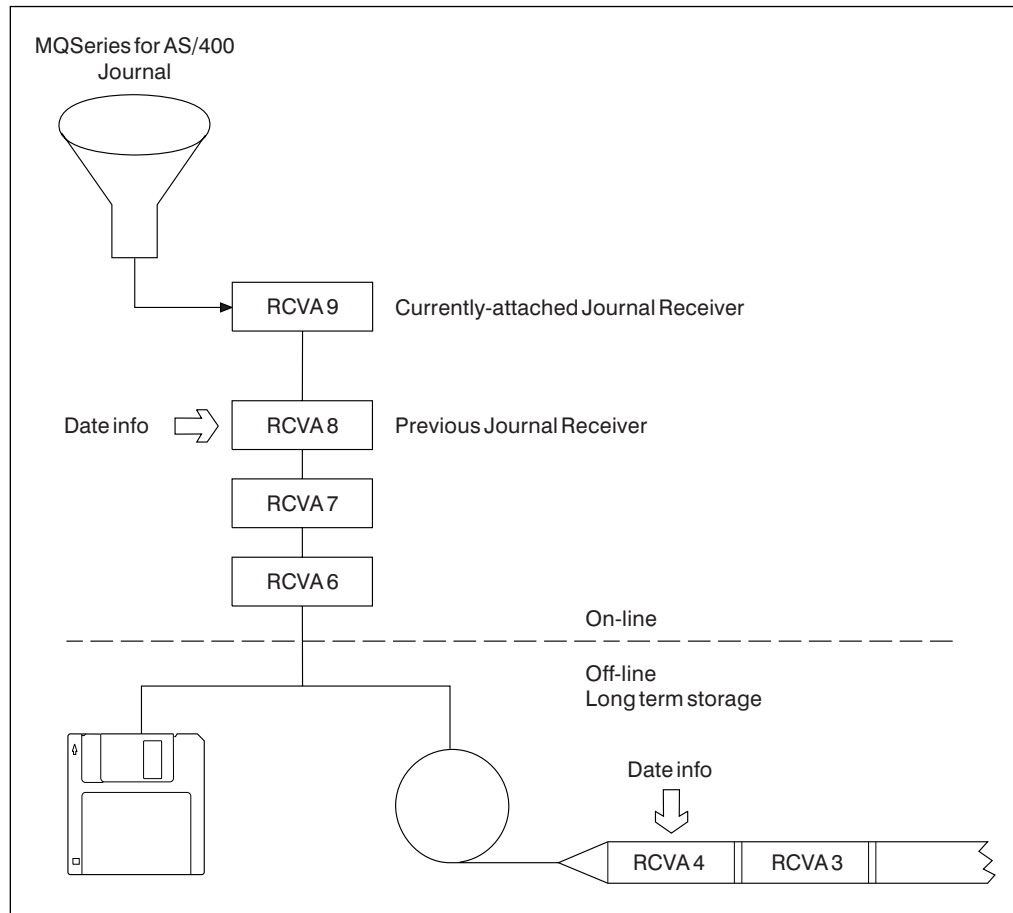 MQSeries for AS/400
Journal
RCVA 9
Currently-attached Journal Receiver
Date info
RCVA 8
Previous Journal Receiver
RCVA 7
RCVA 6
On-line
Off-line
Long term storage
Date info
RCVA 4
RCVA 3